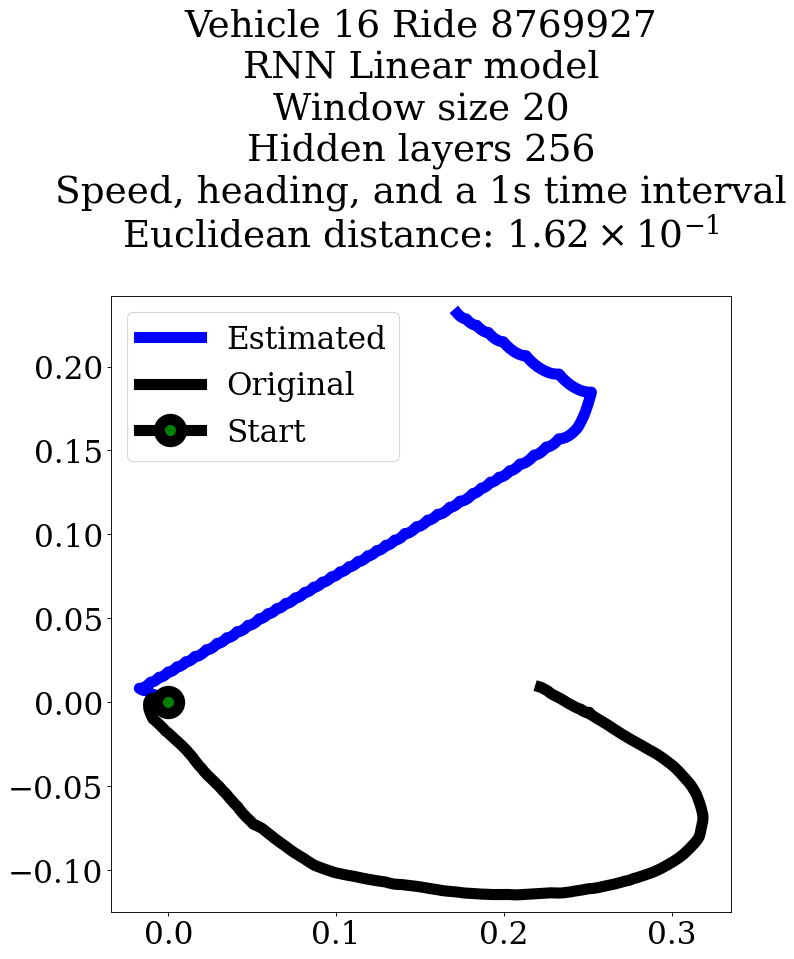 Vehicle 16 Ride 8769927
RNN Linear model
Window size 20
Hidden layers 256
Speed, heading, and a 1s time interval
Euclidean distance: 1.62 × 10⁻¹
Estimated
Original
Start
0.20
0.15
0.10
0.05
0.00
−0.05
−0.10
0.0 0.1 0.2 0.3